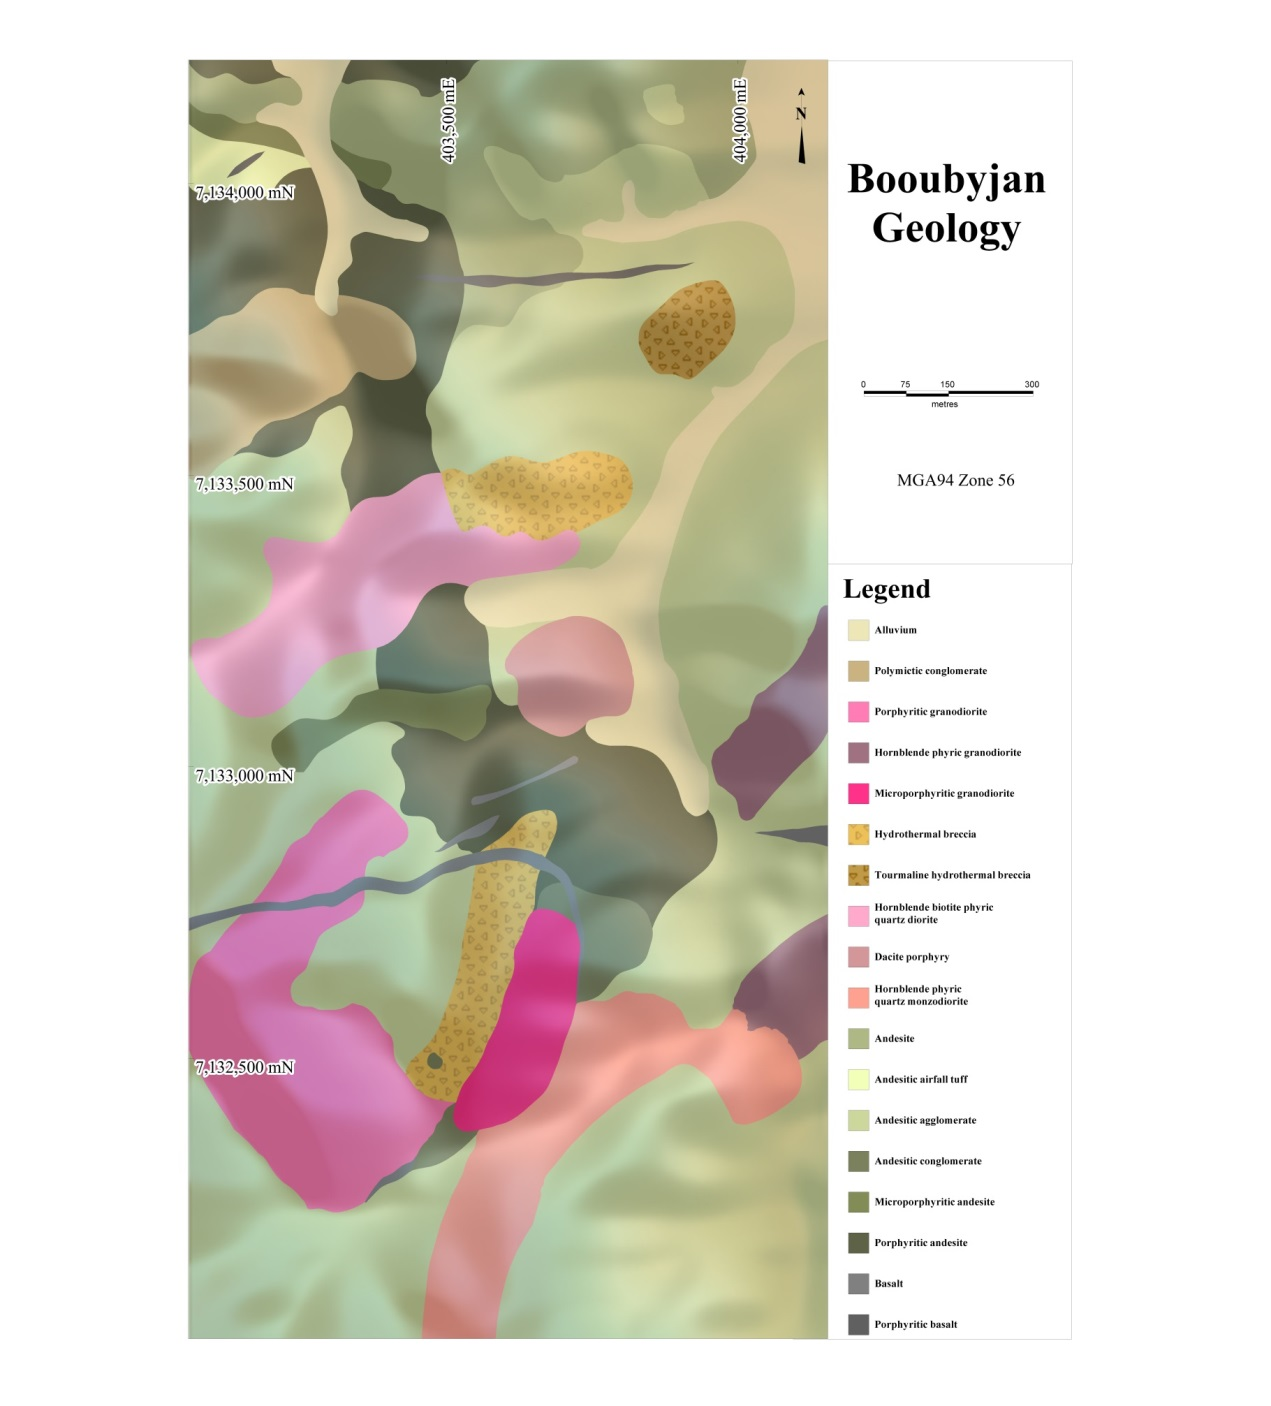 403,500 mE
404,000 mE
N
7,134,000 mN
7,133,500 mN
7,133,000 mN
7,132,500 mN
Booubyjan
Geology
0 75 150 300
metres
MGA94 Zone 56
Legend
Alluvium
Polymictic conglomerate
Porphyritic granodiorite
Hornblende phyric granodiorite
Microporphyritic granodiorite
Hydrothermal breccia
Tourmaline hydrothermal breccia
Hornblende biotite phyric
quartz diorite
Dacite porphyry
Hornblende phyric
quartz monzodiorite
Andesite
Andesitic airfall tuff
Andesitic agglomerate
Andesitic conglomerate
Microporphyritic andesite
Porphyritic andesite
Basalt
Porphyritic basalt